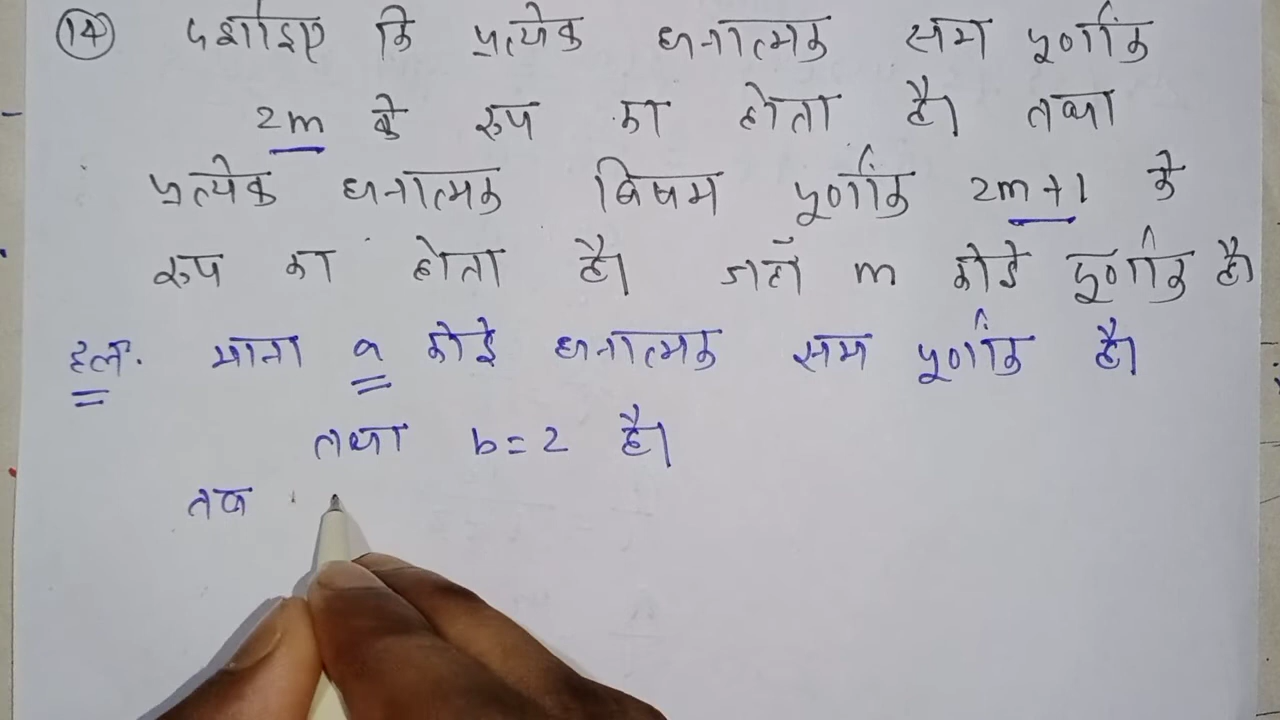 14 दर्शाइए कि प्रत्येक धनात्मक सम पूर्णांक
2m के रुप का होता है। तथा
प्रत्येक धनात्मक विषम पूर्णांक 2m+1 के
रुप का होता है। जहाँ m कोई पूर्णांक है।
हल. माना a कोई धनात्मक सम पूर्णांक है।
तथा b=2 है।
तब